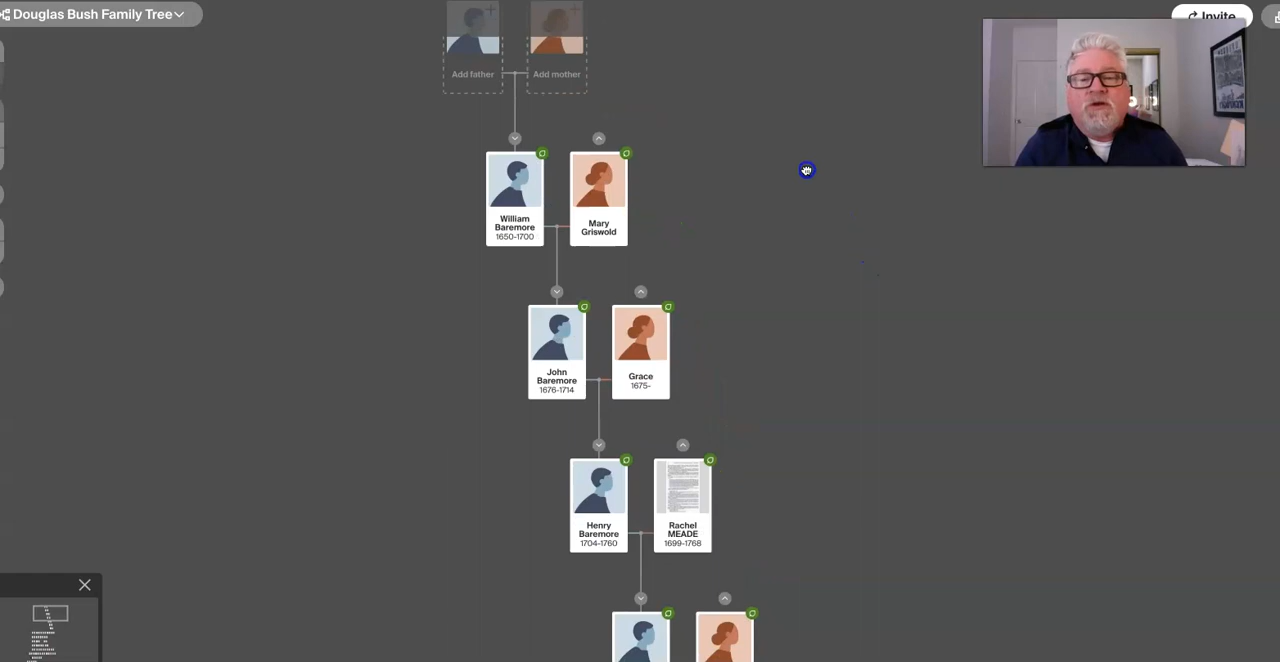 Douglas Bush Family Tree
Invite
Add father
Add mother
William
Baremore
1650-1700
Mary
Griswold
John
Baremore
1676-1714
Grace
1675-
Henry
Baremore
1704-1760
Rachel
MEADE
1699-1768